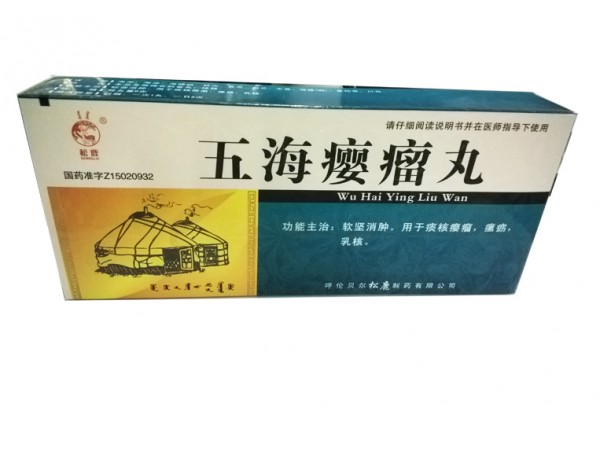 请仔细阅读说明书并在医师指导下使用
松鹿
国药准字Z15020932
五海瘿瘤丸
Wu Hai Ying Liu Wan
功能主治：软坚消肿。用于痰核瘿瘤，瘰疬，
乳核。
呼伦贝尔松鹿制药有限公司